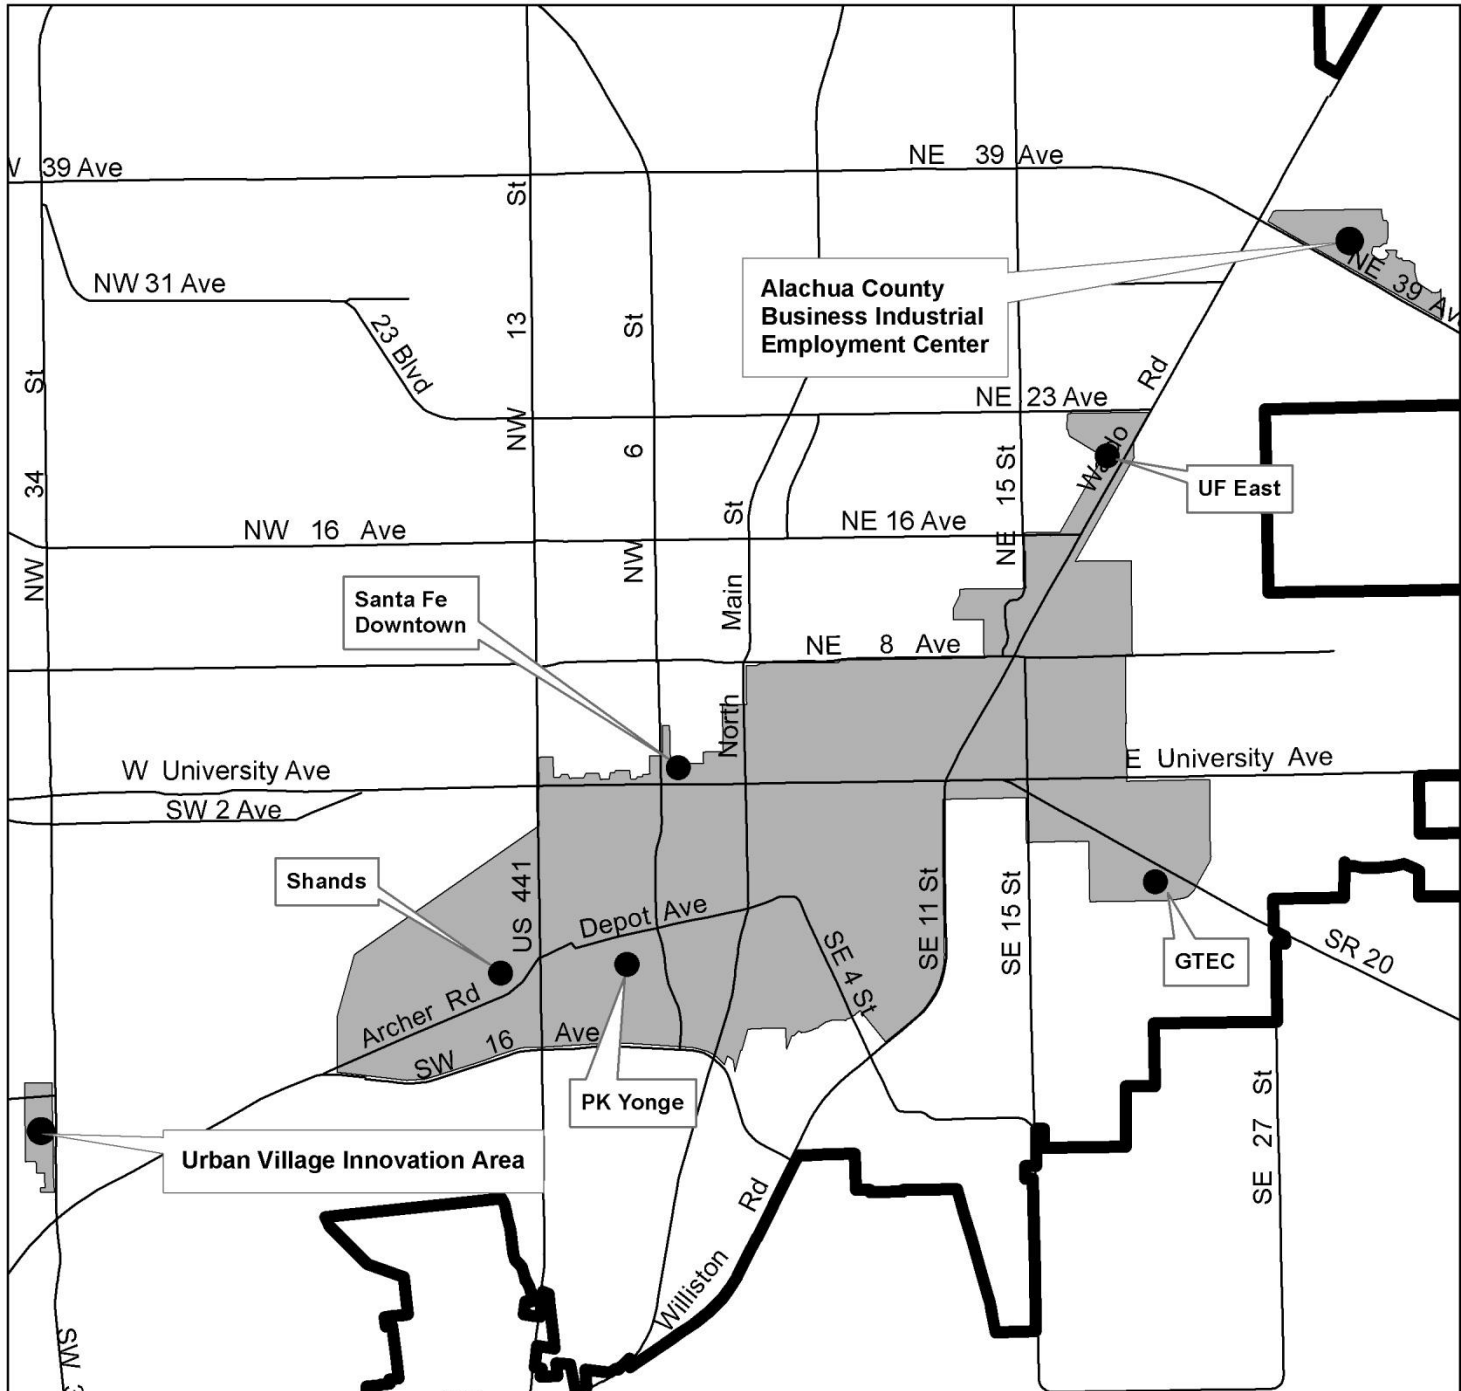 W 39 Ave
NE 39 Ave
St
NW 31 Ave
Alachua County
Business Industrial
Employment Center
NE 39 Ave
13
St
23 Blvd
St
Rd
NE 23 Ave
NW
6
Waldo
34
15 St
UF East
NW 16 Ave
St
NE 16 Ave
NE
NW
NW
Santa Fe
Downtown
Main
NE 8 Ave
North
W University Ave
E University Ave
SW 2 Ave
Shands
US 441
Depot Ave
SE 11 St
SE 15 St
SE 4 St
SR 20
GTEC
Archer Rd
SW 16 Ave
PK Yonge
SE 27 St
Urban Village Innovation Area
Williston Rd
SW 3